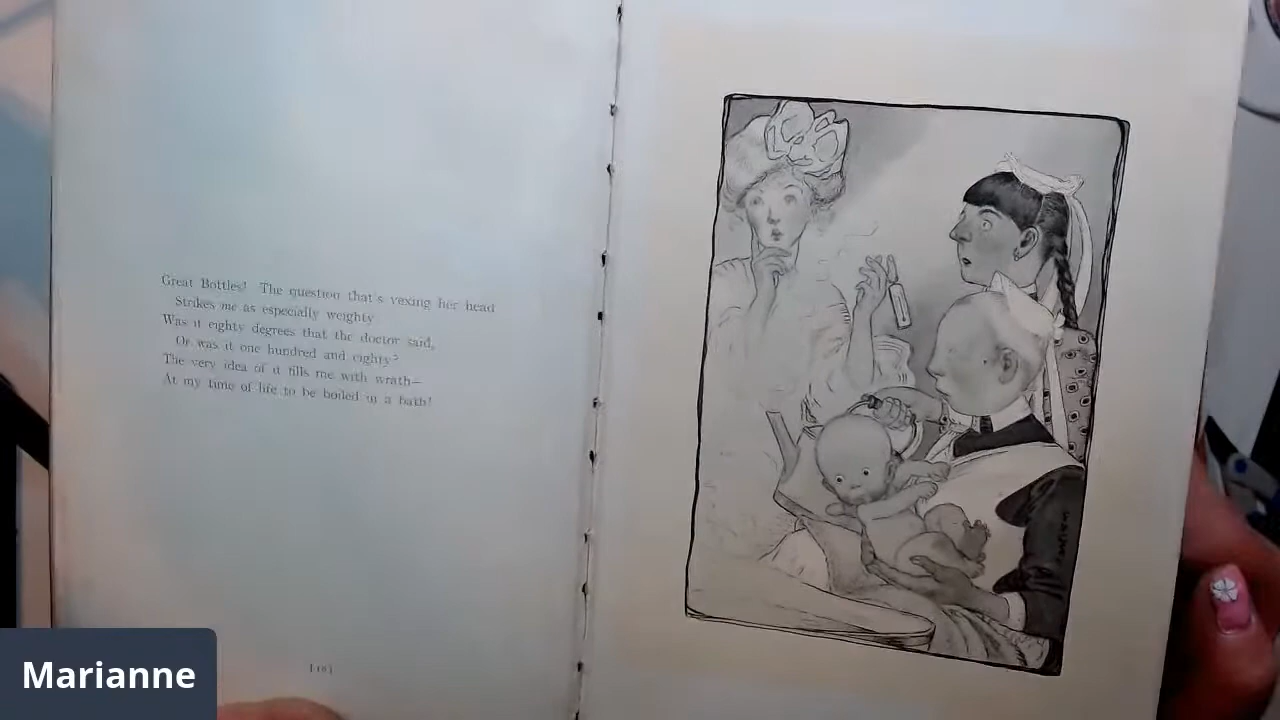 Great Bottles! The question that's vexing her head
Strikes me as especially weighty
Was it eighty degrees that the doctor said,
Or was it one hundred and eighty?
The very idea of it fills me with wrath—
At my time of life to be boiled in a bath!
Marianne